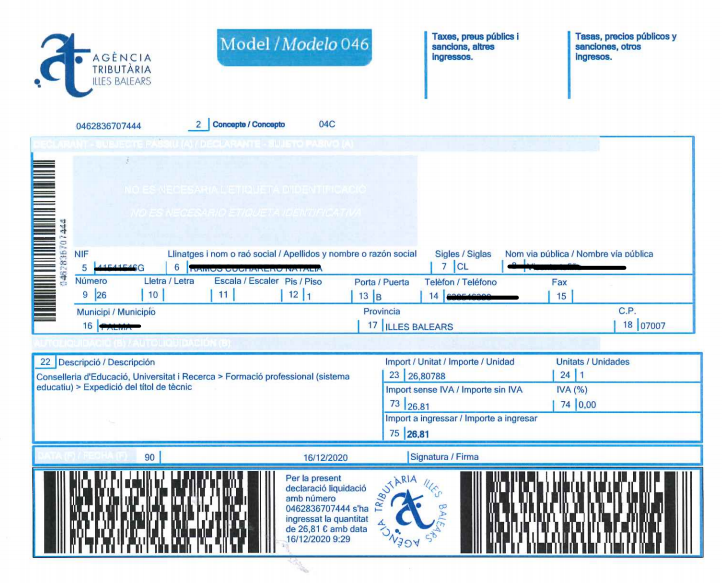 AGÈNCIA
TRIBUTÀRIA
ILLES BALEARS
Model / Modelo 046
Taxes, preus públics i
sancions, altres
ingressos.
Tasas, precios públicos y
sanciones, otros
ingresos.
0462836707444
2 Concepte / Concepto 04C
DECLARANT - SUBJECTE PASSIU (A) / DECLARANTE - SUJETO PASIVO (A)
NO ES NECESSÀRIA L'ETIQUETA D'IDENTIFICACIÓ
NO ES NECESARIO ETIQUETA IDENTIFICATIVA
0462836707444
NIF Llinatges i nom o raó social / Apellidos y nombre o razón social Sigles / Siglas Nom via pública / Nombre vía pública
5 G 6 7 CL
Número Lletra / Letra Escala / Escaler Pis / Piso Porta / Puerta Telèfon / Teléfono Fax
9 26 10 11 12 1 13 B 14 15
Municipi / Municipío Provincia C.P.
16 17 ILLES BALEARS 18 07007
AUTOLIQUIDACIÓ (B) / AUTOLIQUIDACIÓN (B)
22 Descripció / Descripción Import / Unitat / Importe / Unidad Unitats / Unidades
Conselleria d'Educació, Universitat i Recerca > Formació professional (sistema
educatiu) > Expedició del títol de tècnic
23 26,80788 24 1
Import sense IVA / Importe sin IVA IVA (%)
73 26.81 74 0,00
Import a ingressar / Importe a ingresar
75 26.81
DATA (F) / FECHA (F) 90 16/12/2020 Signatura / Firma
Per la present
declaració liquidació
amb número
0462836707444 s'ha
ingressat la quantitat
de 26,81 € amb data
16/12/2020 9:29
AGÈNCIA TRIBUTÀRIA ILLES BALEARS